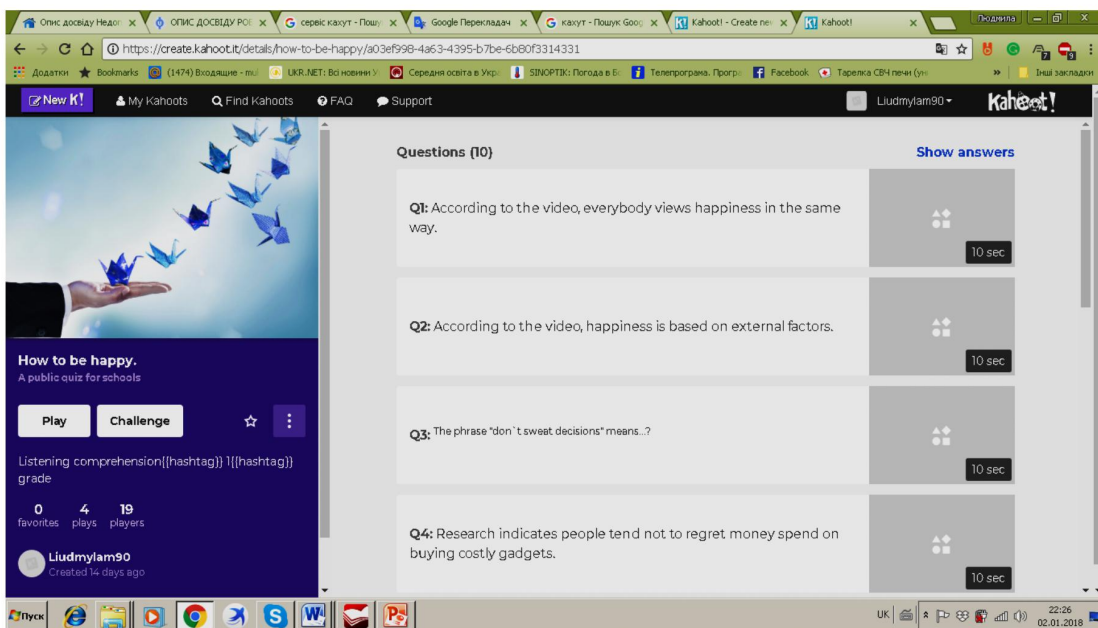 Опис досвіду Недог
ОПИС ДОСВІДУ РОБ
сервіс кахут - Пошу
Google Перекладач
кахут - Пошук Goog
Kahoot! - Create nev
Kahoot!
Людмила
https://create.kahoot.it/details/how-to-be-happy/a03ef998-4a63-4395-b7be-6b80f3314331
Додатки
Bookmarks
(1474) Входящие - mul
UKR.NET: Всі новини У
Середня освіта в Укр
SINOPTIK: Погода в Б
Телепрограма. Прогр
Facebook
Тарелка СВЧ печи (ун
»
Інші закладки
New K!
My Kahoots
Find Kahoots
FAQ
Support
Liudmylam90
Kahoot!
How to be happy.
A public quiz for schools
Play
Challenge
Listening comprehension{{hashtag}} 1{{hashtag}}
grade
0 4 19
favorites plays players
Liudmylam90
Created 14 days ago
Questions (10)
Show answers
Q1: According to the video, everybody views happiness in the same
way.
10 sec
Q2: According to the video, happiness is based on external factors.
10 sec
Q3: The phrase "don`t sweat decisions" means...?
10 sec
Q4: Research indicates people tend not to regret money spend on
buying costly gadgets.
10 sec
Пуск
UK
22:26
02.01.2018